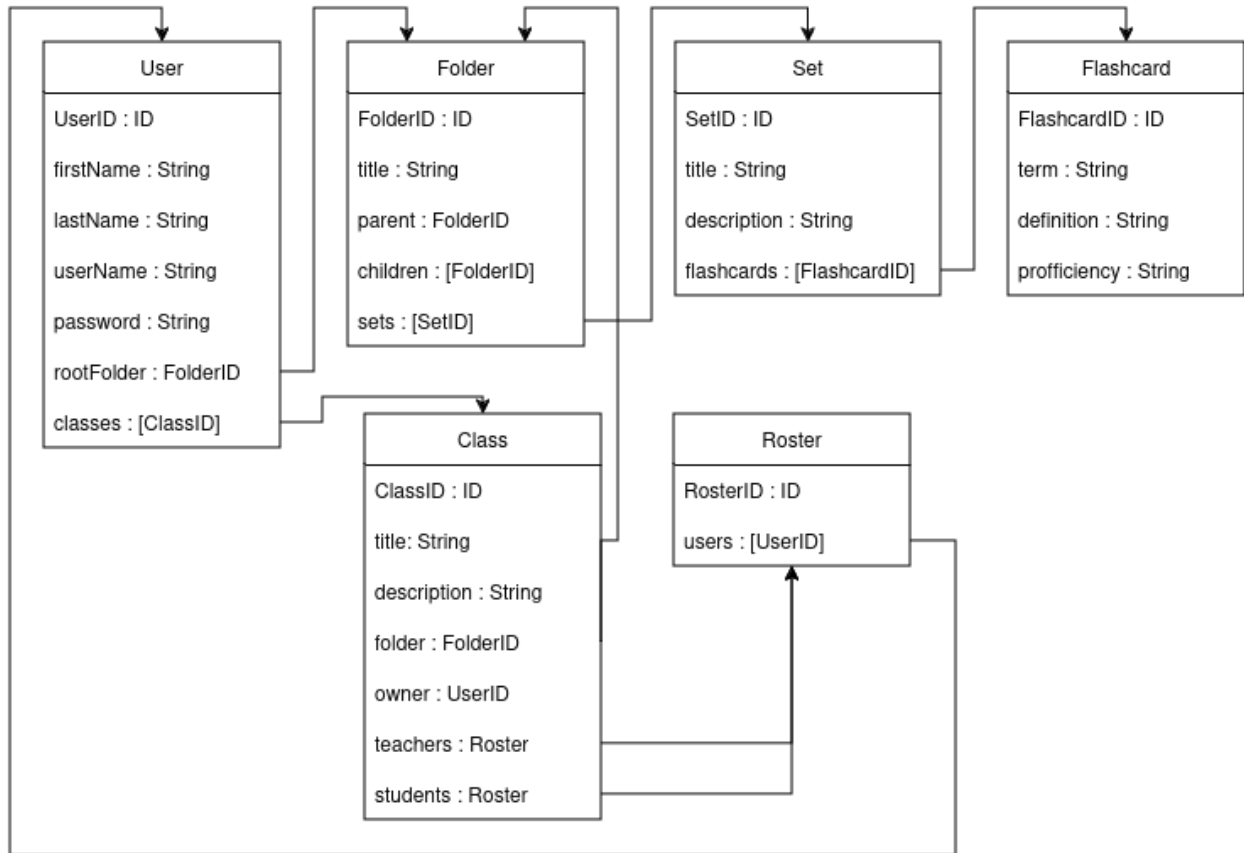 User
UserID : ID
firstName : String
lastName : String
userName : String
password : String
rootFolder : FolderID
classes : [ClassID]
Folder
FolderID : ID
title : String
parent : FolderID
children : [FolderID]
sets : [SetID]
Set
SetID : ID
title : String
description : String
flashcards : [FlashcardID]
Flashcard
FlashcardID : ID
term : String
definition : String
profficiency : String
Class
ClassID : ID
title: String
description : String
folder : FolderID
owner : UserID
teachers : Roster
students : Roster
Roster
RosterID : ID
users : [UserID]